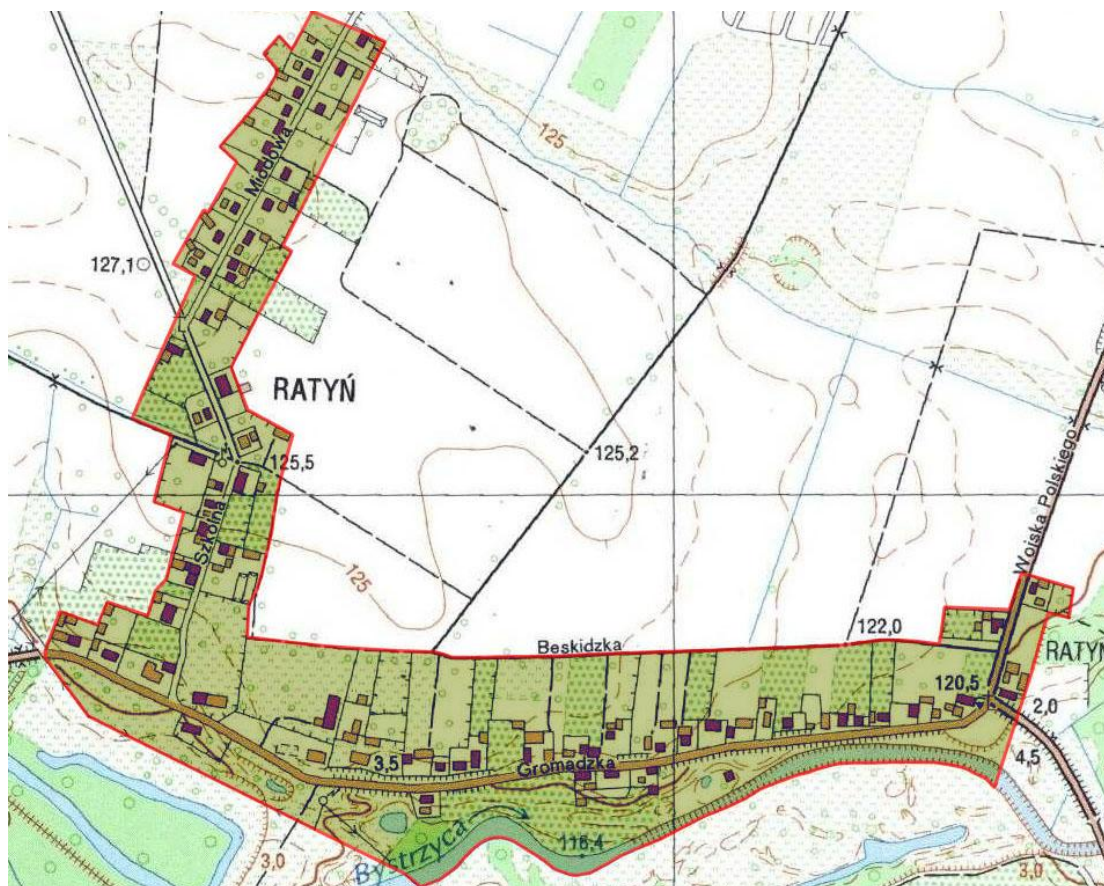 125
Miodowa
127,1
RATYŃ
125,5
125,2
Szkolna
Wojska Polskiego
125
Beskidzka
122,0
RATYŃ
120,5
2,0
3,5
Gromadzka
4,5
Bystrzyca
116,4
3.0
3,0